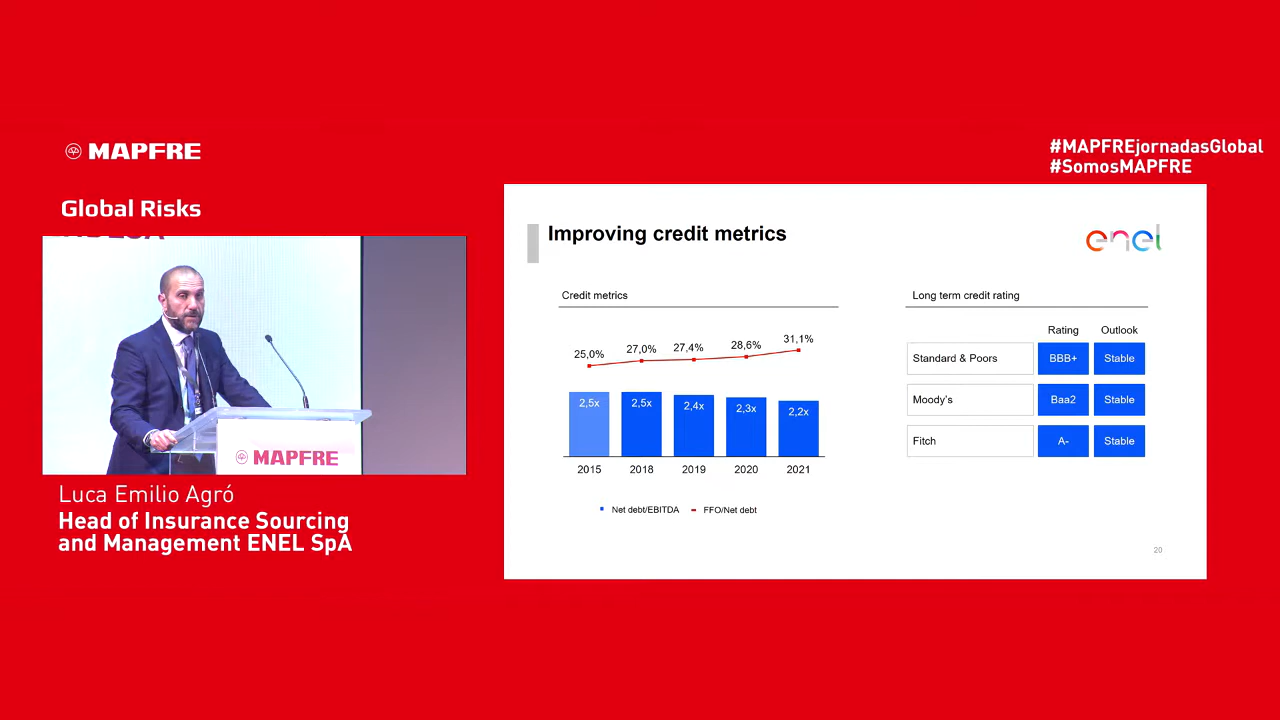 MAPFRE
#MAPFREjornadasGlobal
#SomosMAPFRE
Global Risks
MAPFRE
Luca Emilio Agró
Head of Insurance Sourcing
and Management ENEL SpA
Improving credit metrics
enel
Credit metrics
25,0%
27,0%
27,4%
28,6%
31,1%
2,5x
2,5x
2,4x
2,3x
2,2x
2015
2018
2019
2020
2021
Net debt/EBITDA
FFO/Net debt
Long term credit rating
Rating Outlook
Standard & Poors BBB+ Stable
Moody's Baa2 Stable
Fitch A- Stable
20